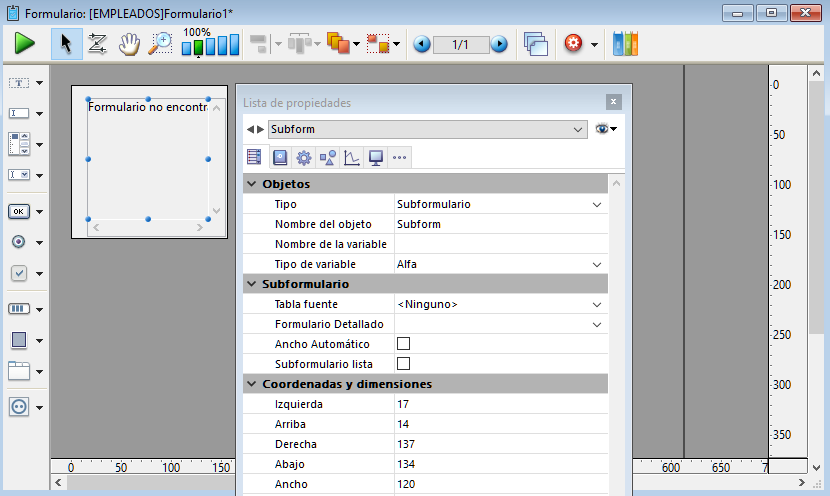 Formulario: [EMPLEADOS]Formulario1*
100%
1/1
Formulario no encontra
OK
Lista de propiedades
Subform
Objetos
Tipo Subformulario
Nombre del objeto Subform
Nombre de la variable
Tipo de variable Alfa
Subformulario
Tabla fuente <Ninguno>
Formulario Detallado
Ancho Automático
Subformulario lista
Coordenadas y dimensiones
Izquierda 17
Arriba 14
Derecha 137
Abajo 134
Ancho 120
0
50
100
150
200
250
300
350
0 50 100 150 600 650 7